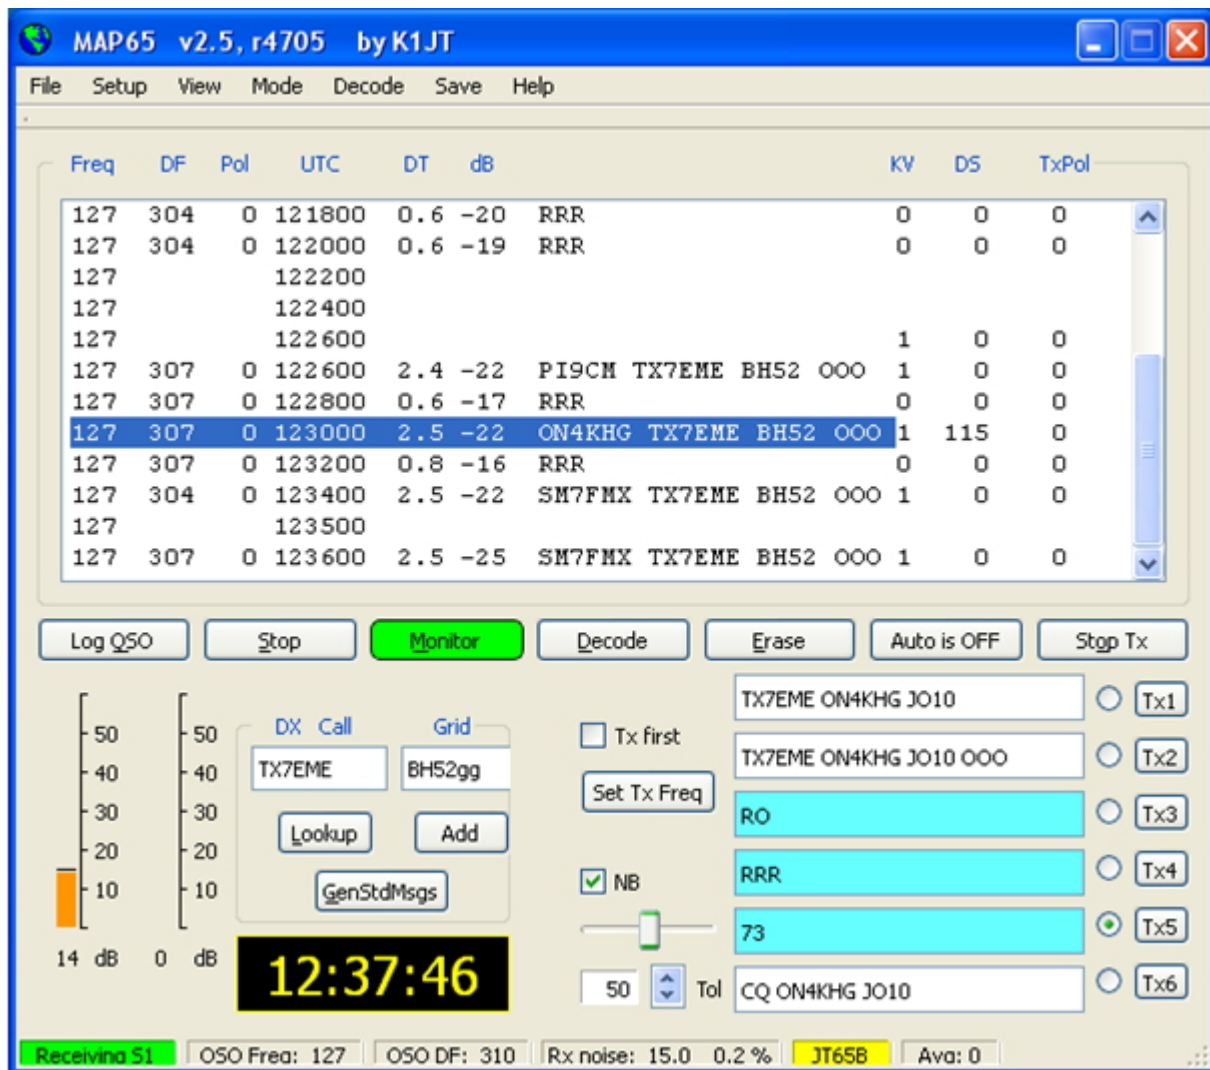 MAP65 v2.5, r4705 by K1JT
File Setup View Mode Decode Save Help
Freq DF Pol UTC DT dB KV DS TxPol
127 304 0 121800 0.6 -20 RRR 0 0 0
127 304 0 122000 0.6 -19 RRR 0 0 0
127 122200
127 122400
127 122600 1 0 0
127 307 0 122600 2.4 -22 PI9CM TX7EME BH52 OOO 1 0 0
127 307 0 122800 0.6 -17 RRR 0 0 0
127 307 0 123000 2.5 -22 ON4KHG TX7EME BH52 OOO 1 115 0
127 307 0 123200 0.8 -16 RRR 0 0 0
127 304 0 123400 2.5 -22 SM7FMX TX7EME BH52 OOO 1 0 0
127 123500
127 307 0 123600 2.5 -25 SM7FMX TX7EME BH52 OOO 1 0 0
Log QSO Stop Monitor Decode Erase Auto is OFF Stop Tx
50 50
40 40
30 30
20 20
10 10
14 dB 0 dB
DX Call Grid
TX7EME BH52gg
Lookup Add
GenStdMsgs
12:37:46
Tx first
Set Tx Freq
NB
50 Tol
TX7EME ON4KHG JO10 Tx1
TX7EME ON4KHG JO10 OOO Tx2
RO Tx3
RRR Tx4
73 Tx5
CQ ON4KHG JO10 Tx6
Receiving S1 QSO Freq: 127 QSO DF: 310 Rx noise: 15.0 0.2 % JT65B Avg: 0